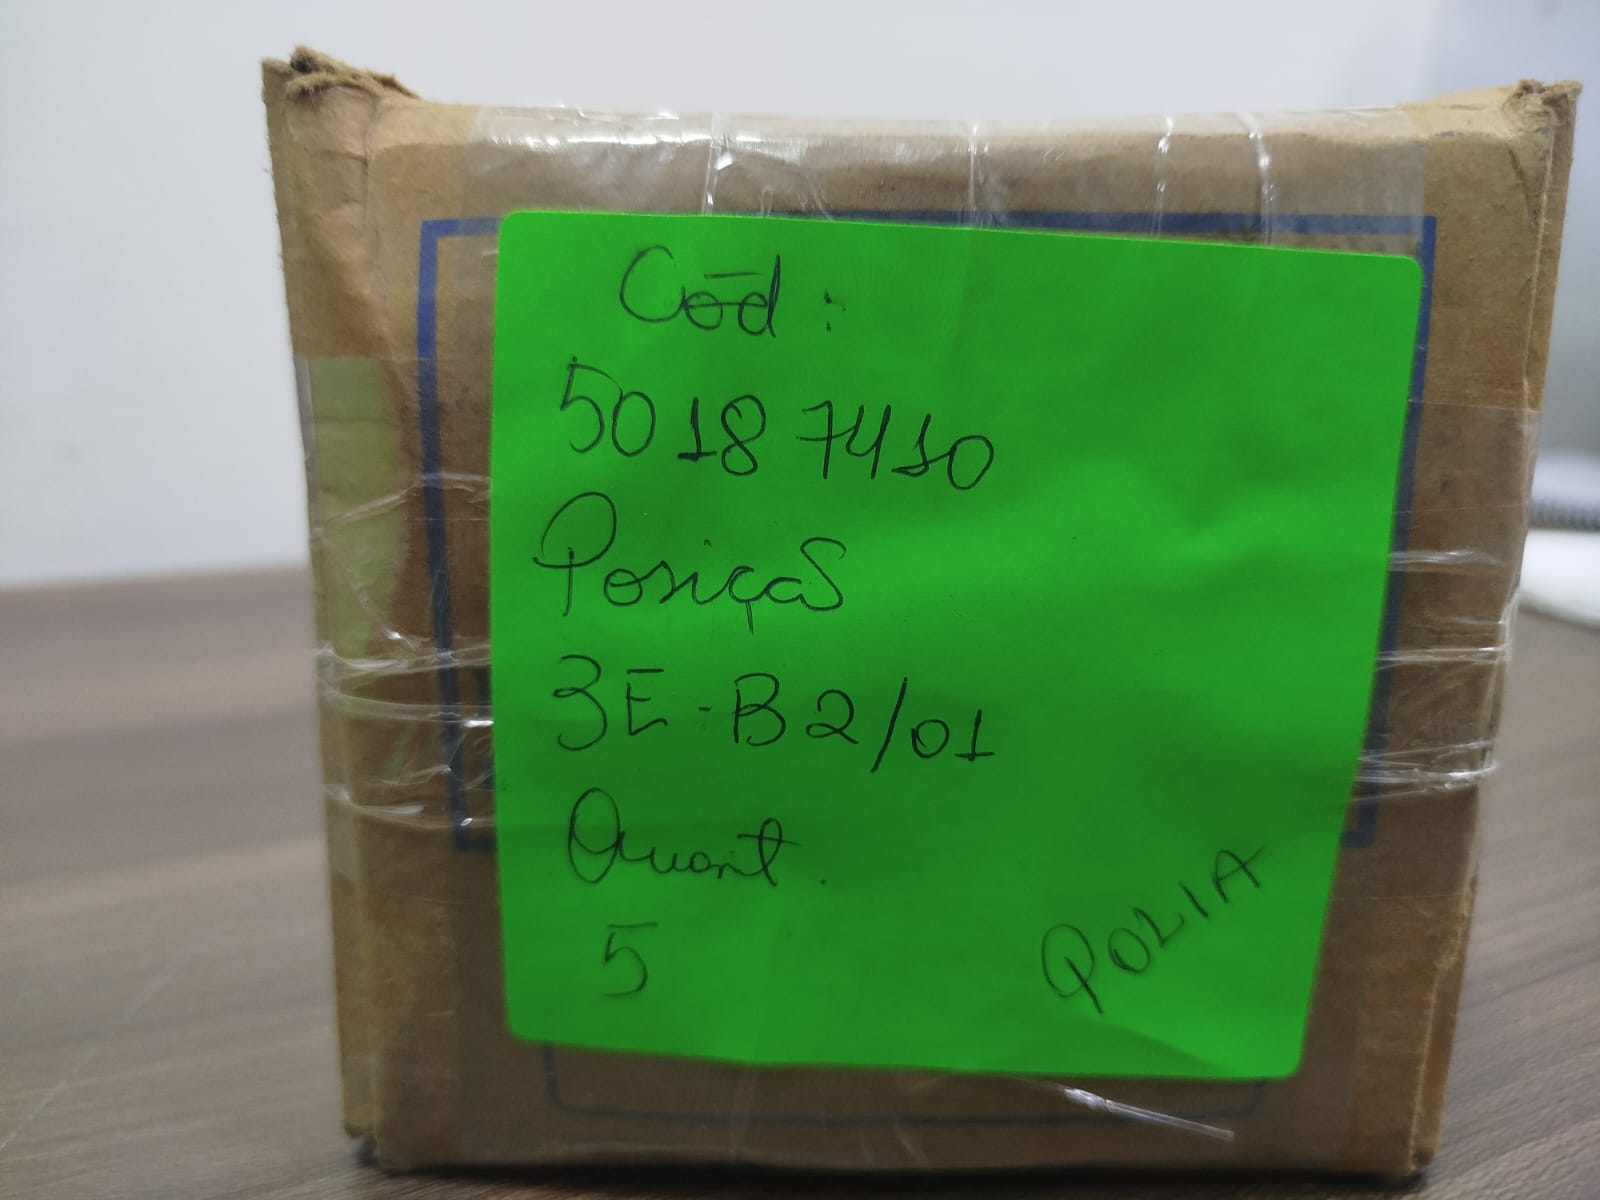 Cód:
50187410
Posição
3E-B2/01
Quant.
5
POLIA